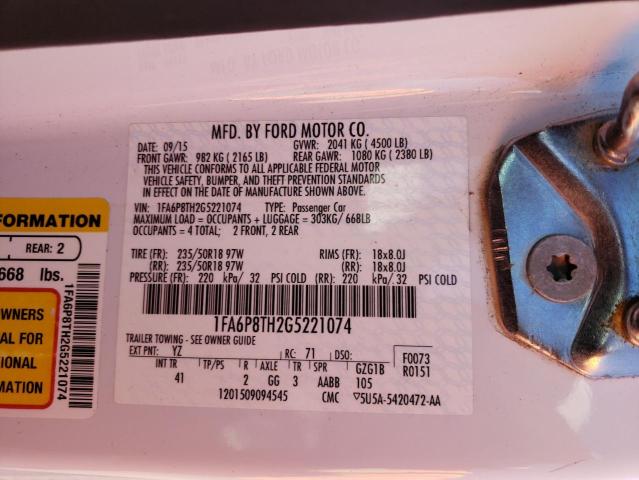 MFD. BY FORD MOTOR CO.
DATE: 09/15 GVWR: 2041 KG ( 4500 LB)
FRONT GAWR: 982 KG ( 2165 LB) REAR GAWR: 1080 KG ( 2380 LB)
THIS VEHICLE CONFORMS TO ALL APPLICABLE FEDERAL MOTOR
VEHICLE SAFETY, BUMPER, AND THEFT PREVENTION STANDARDS
IN EFFECT ON THE DATE OF MANUFACTURE SHOWN ABOVE.
VIN: 1FA6P8TH2G5221074 TYPE: Passenger Car
MAXIMUM LOAD = OCCUPANTS + LUGGAGE = 303KG/ 668LB
OCCUPANTS = 4 TOTAL; 2 FRONT, 2 REAR
TIRE (FR): 235/50R18 97W RIMS (FR): 18x8.0J
(RR): 235/50R18 97W (RR): 18x8.0J
PRESSURE (FR): 220 kPa/ 32 PSI COLD (RR): 220 kPa/ 32 PSI COLD
1FA6P8TH2G5221074
TRAILER TOWING - SEE OWNER GUIDE
EXT PNT: YZ RC: 71 DSO: F0073
R0151
INT TR TP/PS R AXLE TR SPR GZG1B
41 2 GG 3 AABB 105
1201509094545 CMC ▽5U5A-5420472-AA
FORMATION
REAR: 2
668 lbs.
OWNERS
AL FOR
TIONAL
MATION
1FA6P8TH2G5221074